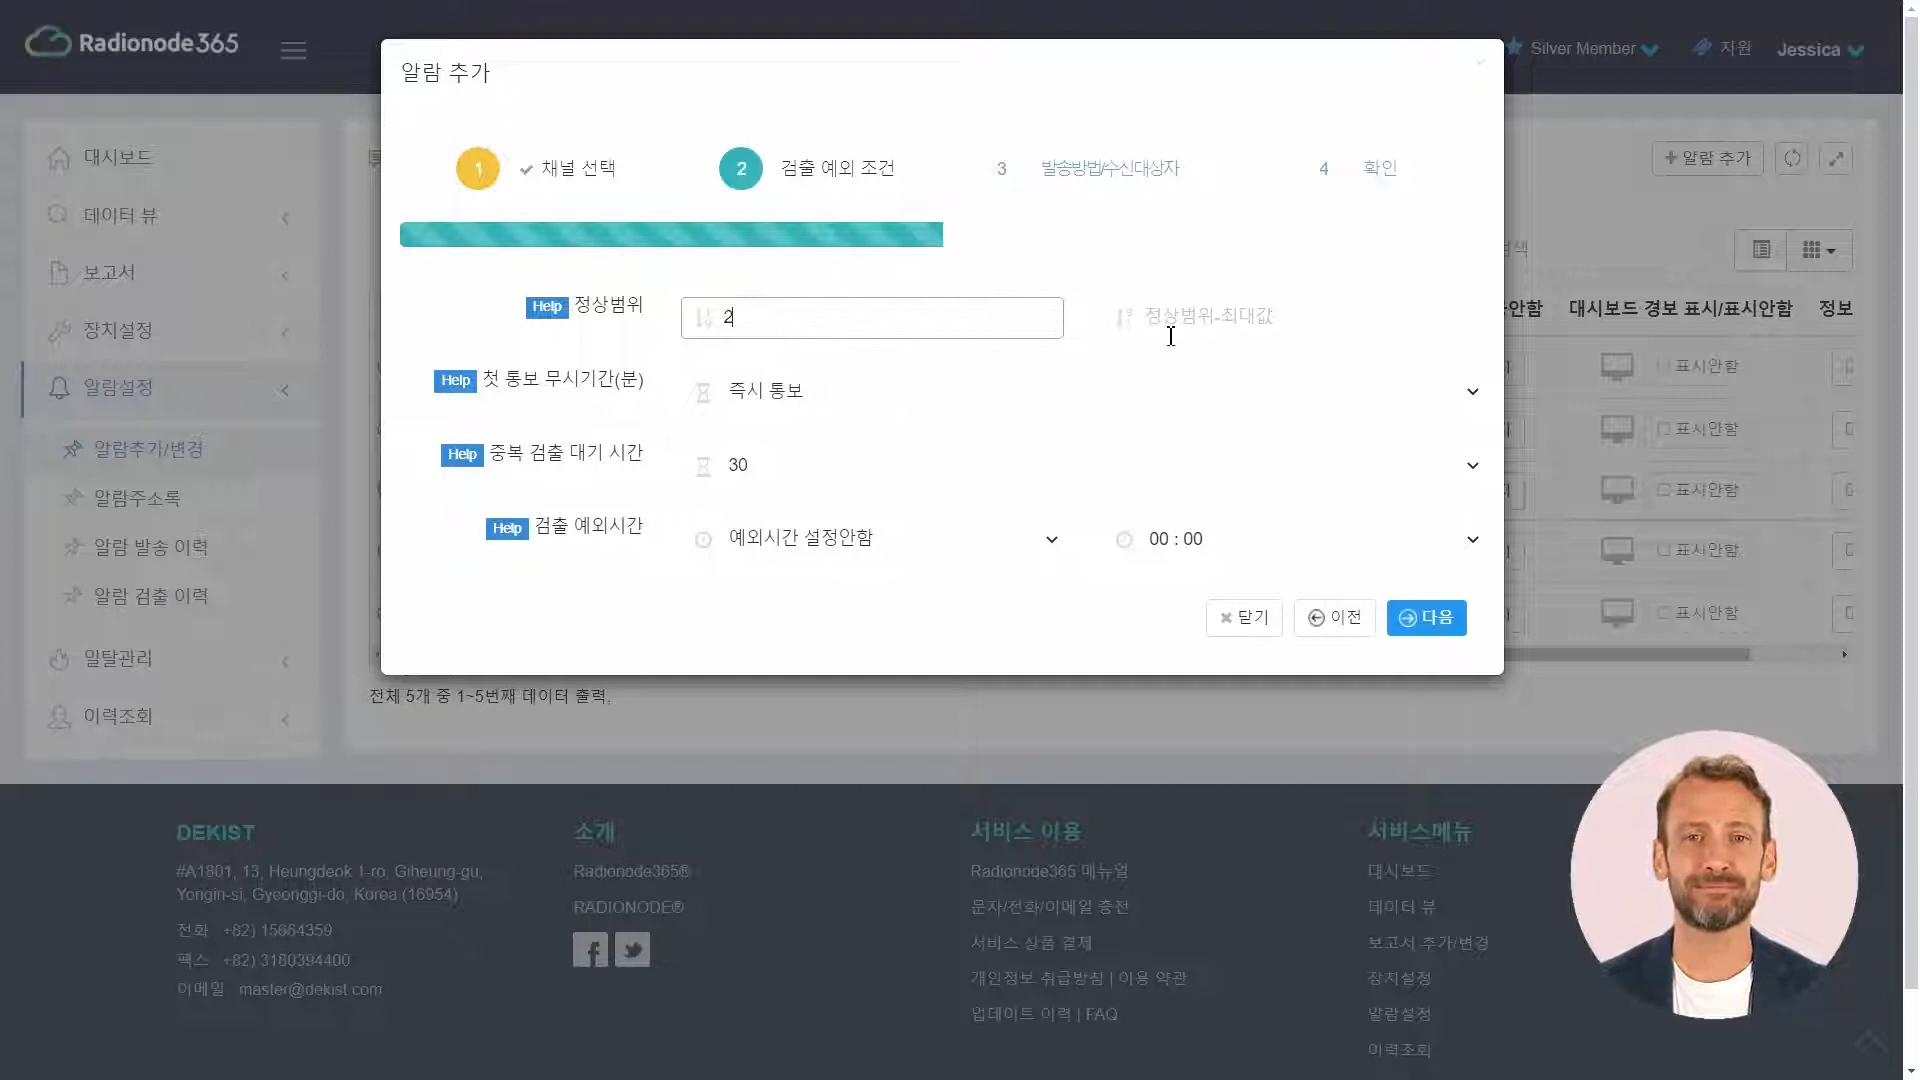 Radionode365
Silver Member
지원
Jessica
알람 추가
1 채널 선택
2 검출 예외 조건
3 발송방법/수신대상자
4 확인
Help 정상범위
2
정상범위-최대값
Help 첫 통보 무시기간(분)
즉시 통보
Help 중복 검출 대기 시간
30
Help 검출 예외시간
예외시간 설정안함
00 : 00
닫기
이전
다음
대시보드
데이터 뷰
보고서
장치설정
알람설정
알람추가/변경
알람주소록
알람 발송 이력
알람 검출 이력
일탈관리
이력조회
+ 알람 추가
대시보드 경보 표시/표시안함
정보
표시안함
표시안함
표시안함
표시안함
표시안함
전체 5개 중 1~5번째 데이터 출력.
DEKIST
#A1801, 13, Heungdeok 1-ro, Giheung-gu,
Yongin-si, Gyeonggi-do, Korea (16954)
전화 +82) 15664359
팩스 +82) 3180394400
이메일 master@dekist.com
소개
Radionode365®
RADIONODE®
서비스 이용
Radionode365 메뉴얼
문자/전화/이메일 충전
서비스 상품 결제
개인정보 취급방침 | 이용 약관
업데이트 이력 | FAQ
서비스메뉴
대시보드
데이터 뷰
보고서 추가/변경
장치설정
알람설정
이력조회